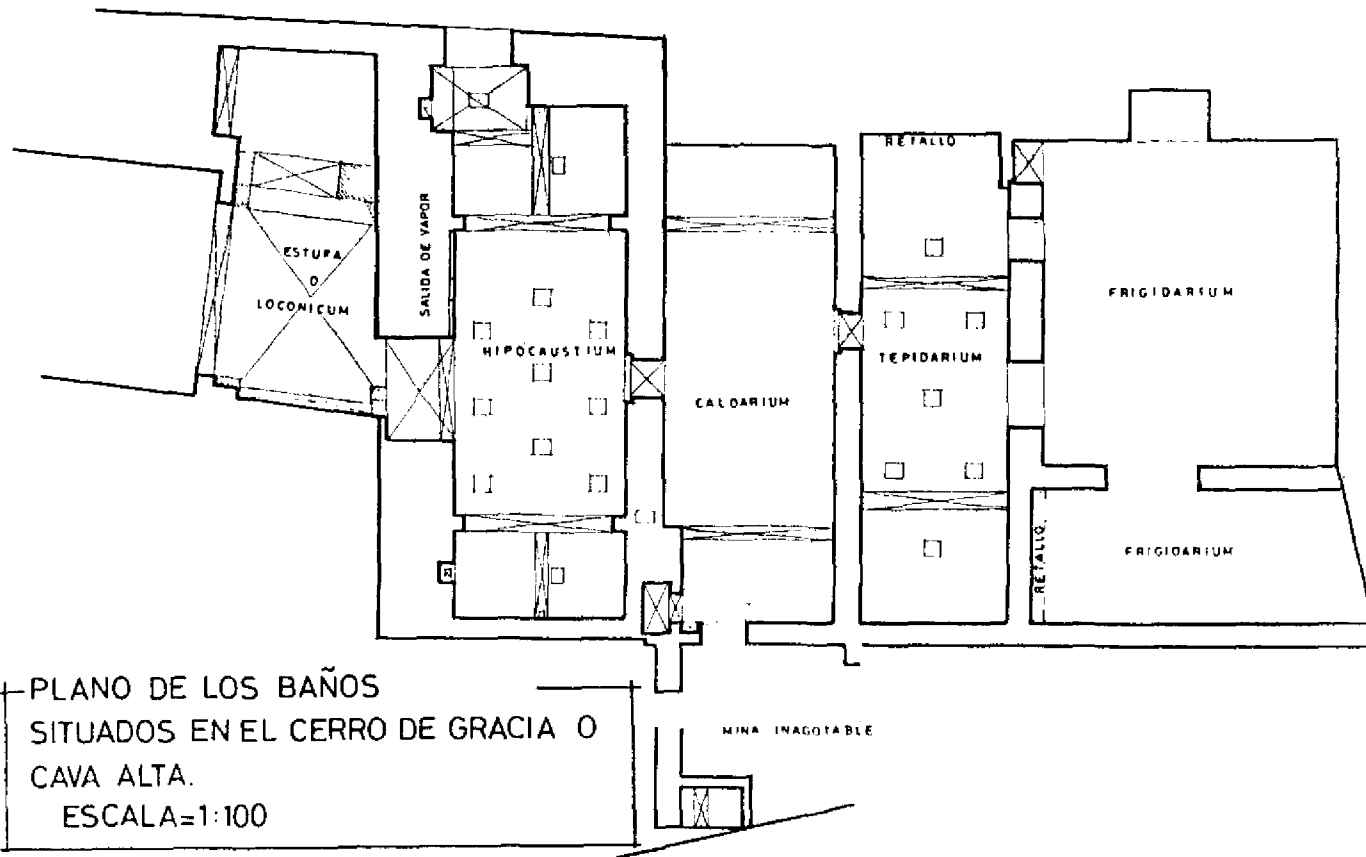 RETALLO
SALIDA DE VAPOR
ESTUFA
O
LOCONICUM
HIPOCAUSTIUM
CALDARIUM
TEPIDARIUM
FRIGIDARIUM
RETALLO
FRIGIDARIUM
MINA INAGOTABLE
PLANO DE LOS BAÑOS
SITUADOS EN EL CERRO DE GRACIA O
CAVA ALTA.
ESCALA=1:100